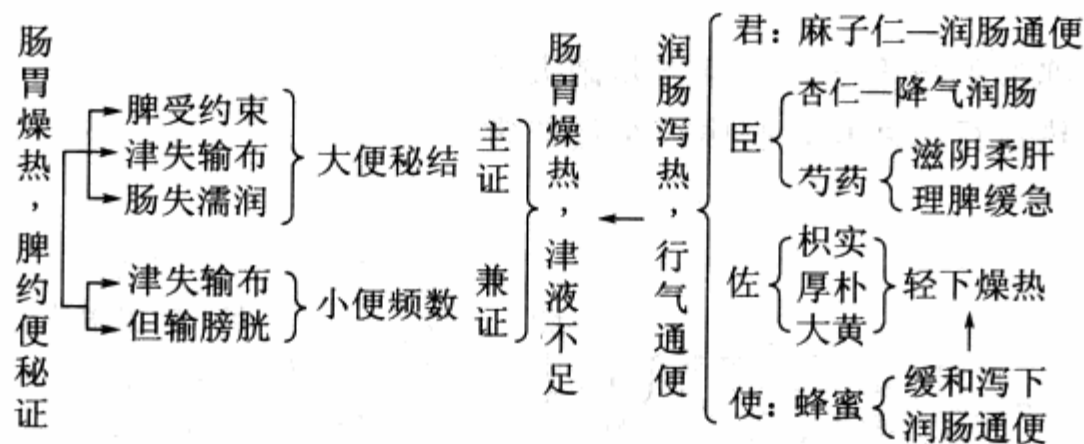 肠胃燥热，脾约便秘证
脾受约束
津失输布
肠失濡润
大便秘结
主证
津失输布
但输膀胱
小便频数
兼证
肠胃燥热，津液不足
润肠泻热，行气通便
君：麻子仁—润肠通便
臣
杏仁—降气润肠
芍药
滋阴柔肝
理脾缓急
佐
枳实
厚朴
大黄
轻下燥热
使：蜂蜜
缓和泻下
润肠通便